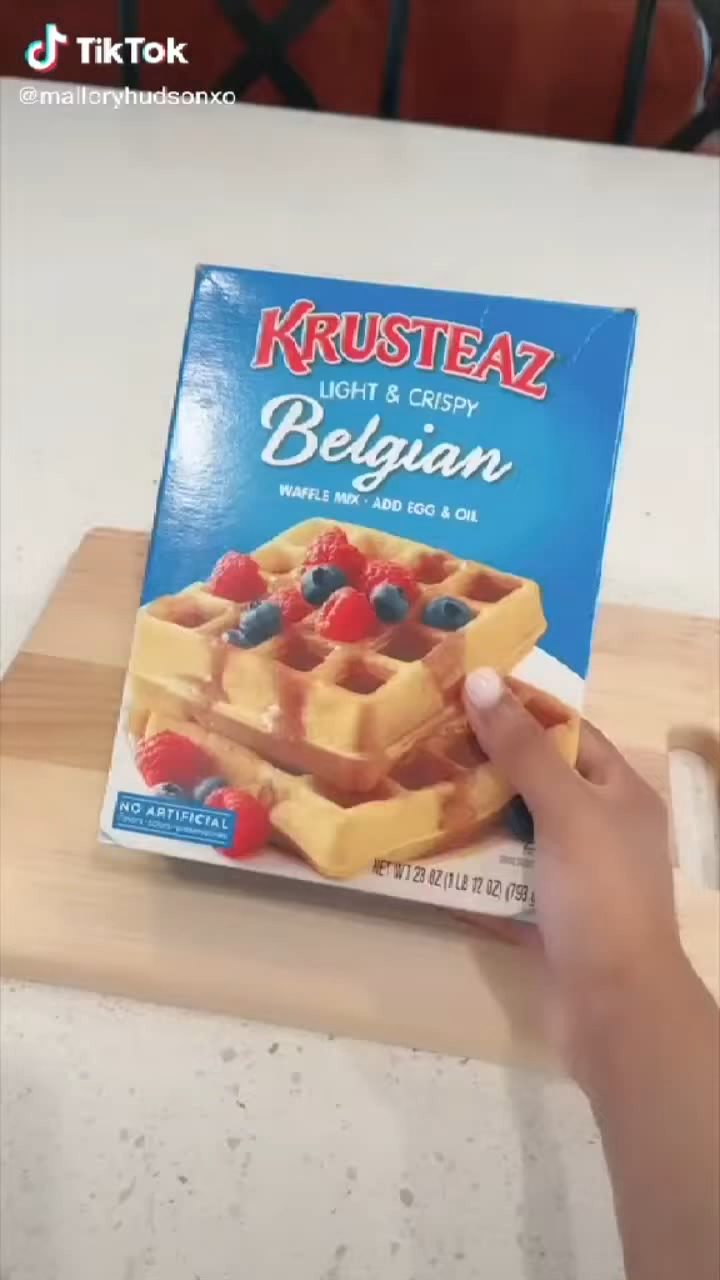 TikTok
@malloryhudsonxo
KRUSTEAZ
LIGHT & CRISPY
Belgian
WAFFLE MIX · ADD EGG & OIL
NO ARTIFICIAL
NET WT 28 OZ (1 LB 12 OZ) (793 g